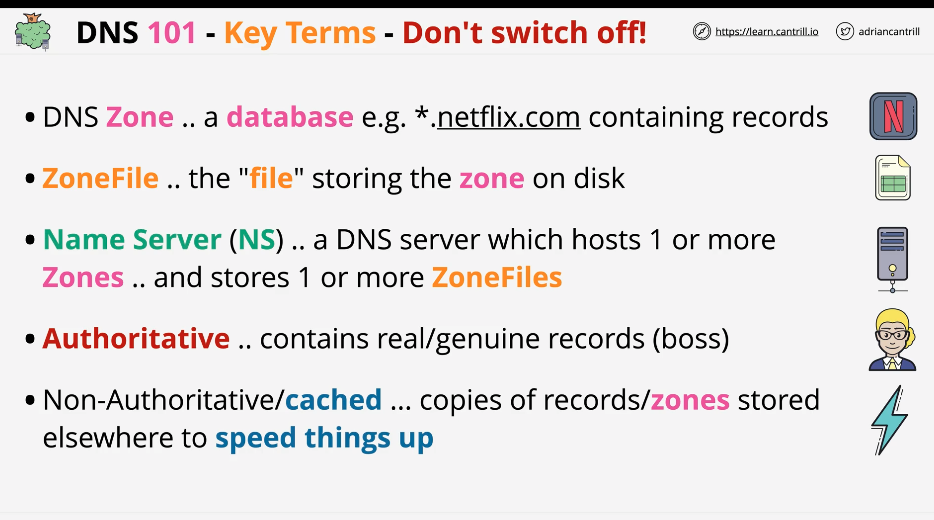 DNS 101 - Key Terms - Don't switch off!
https://learn.cantrill.io
adriancantrill
• DNS Zone .. a database e.g. *.netflix.com containing records
• ZoneFile .. the "file" storing the zone on disk
• Name Server (NS) .. a DNS server which hosts 1 or more
Zones .. and stores 1 or more ZoneFiles
• Authoritative .. contains real/genuine records (boss)
• Non-Authoritative/cached ... copies of records/zones stored
elsewhere to speed things up